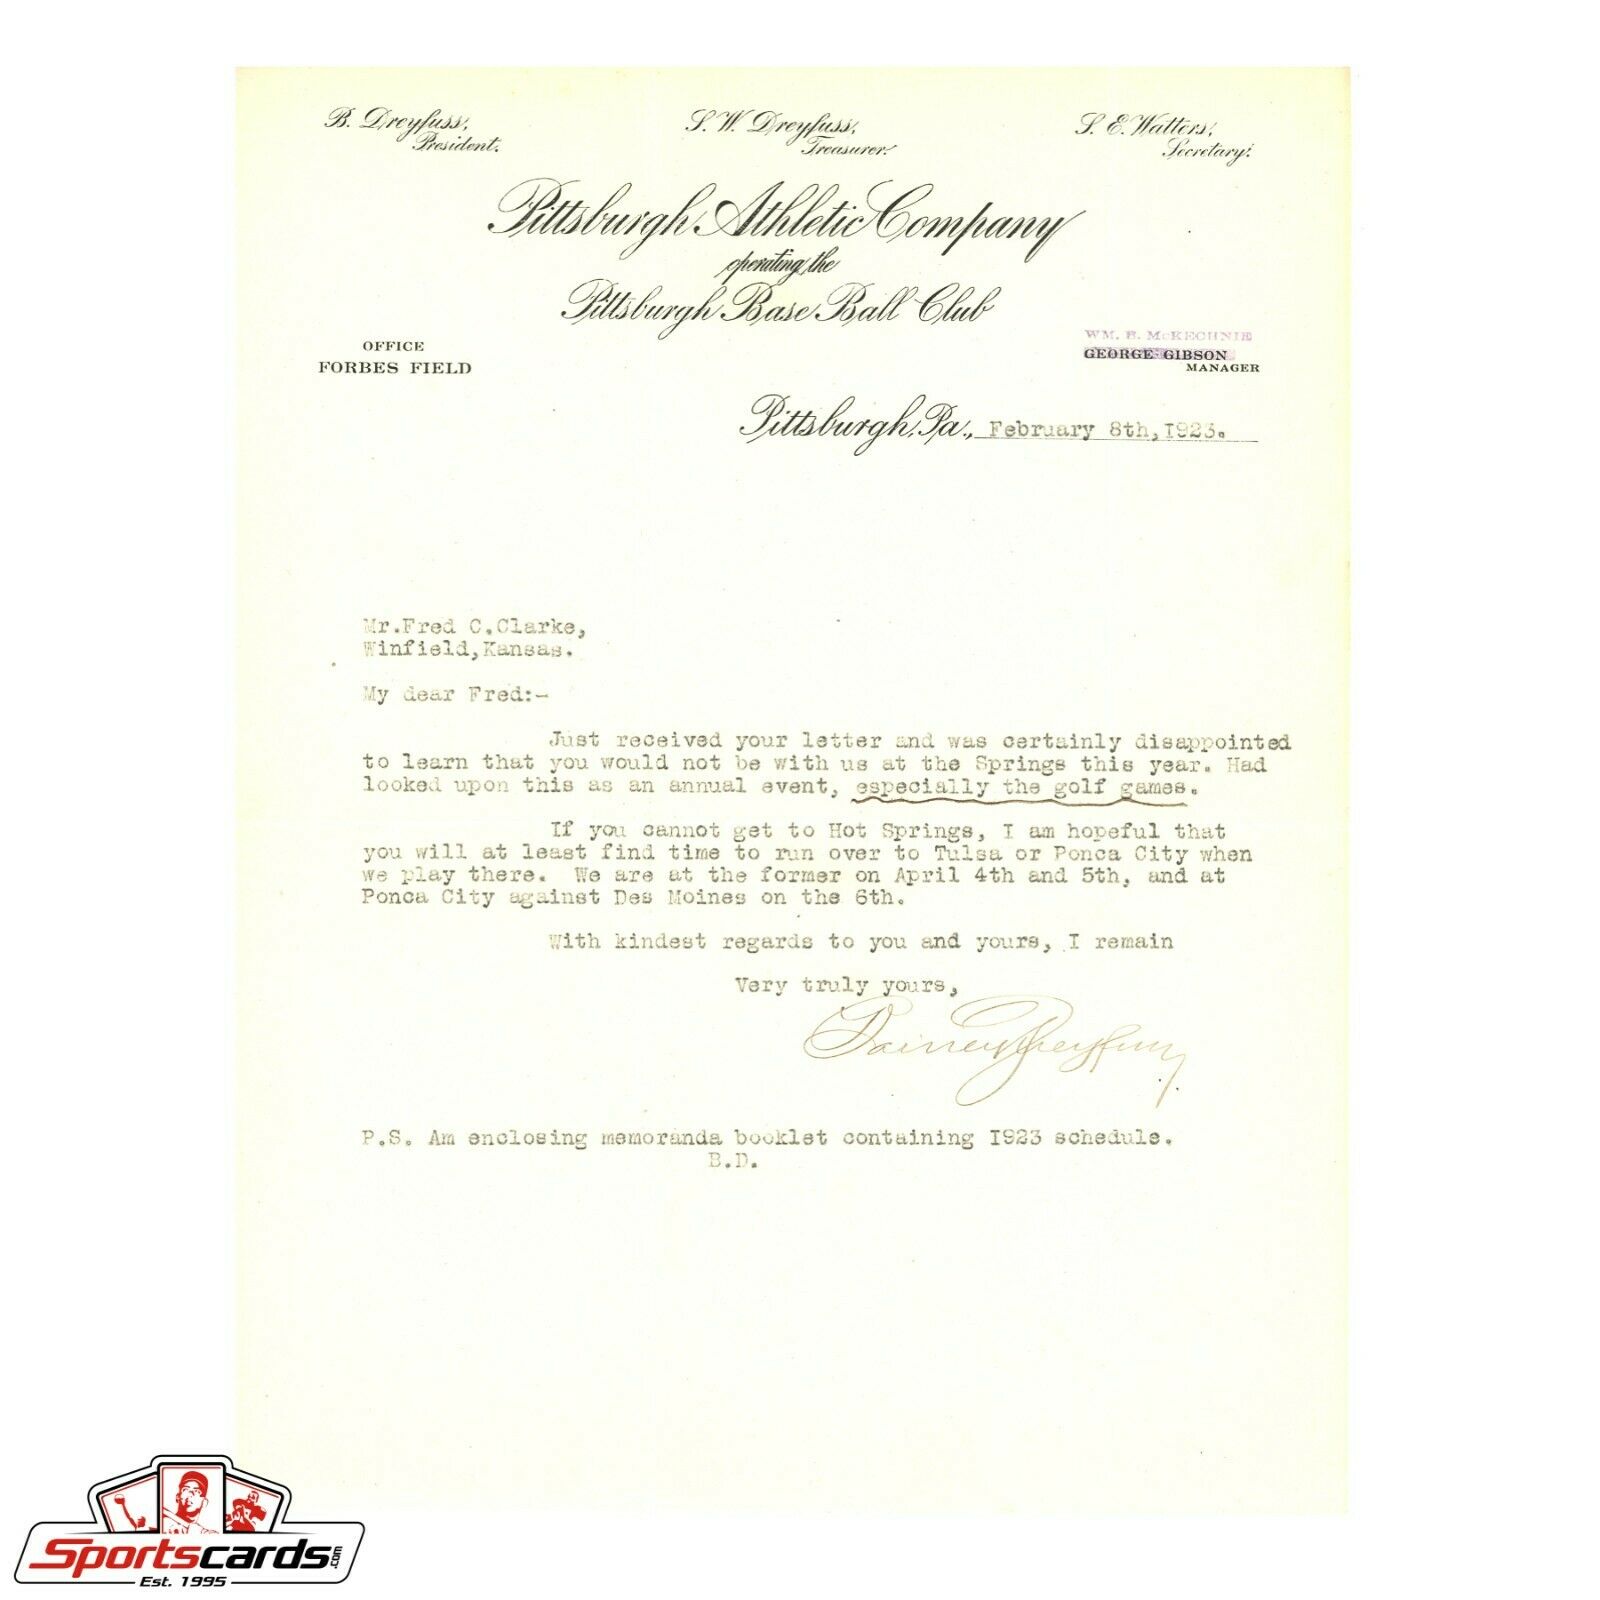 B. Dreyfuss,
President.
S. W. Dreyfuss,
Treasurer.
S. E. Watters,
Secretary.
Pittsburgh Athletic Company
operating the
Pittsburgh Base Ball Club
OFFICE
FORBES FIELD
WM. B. McKECHNIE
GEORGE GIBSON
MANAGER
Pittsburgh, Pa., February 8th,I923.
Mr.Fred C.Clarke,
Winfield,Kansas.
My dear Fred:-
Just received your letter and was certainly disappointed
to learn that you would not be with us at the Springs this year. Had
looked upon this as an annual event, especially the golf games.
If you cannot get to Hot Springs, I am hopeful that
you will at least find time to run over to Tulsa or Ponca City when
we play there. We are at the former on April 4th and 5th, and at
Ponca City against Des Moines on the 6th.
With kindest regards to you and yours, I remain
Very truly yours,
Barney Dreyfuss
P.S. Am enclosing memoranda booklet containing I923 schedule.
B.D.
Sportscards.com
Est. 1995